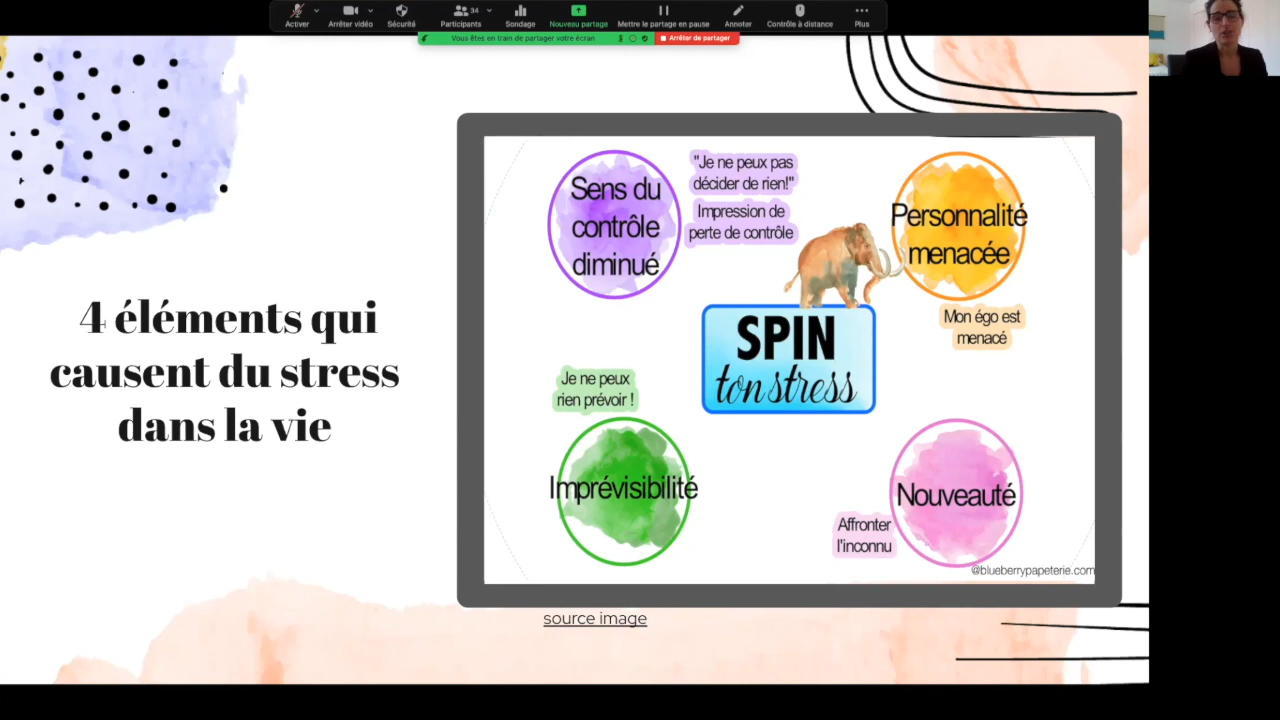 Activer
Arrêter vidéo
Sécurité
Participants
34
Sondage
Nouveau partage
Mettre le partage en pause
Annoter
Contrôle à distance
Plus
Vous êtes en train de partager votre écran
Arrêter de partager
4 éléments qui
causent du stress
dans la vie
Sens du
contrôle
diminué
"Je ne peux pas
décider de rien!"
Impression de
perte de contrôle
Personnalité
menacée
Mon égo est
menacé
SPIN
ton stress
Je ne peux
rien prévoir !
Imprévisibilité
Nouveauté
Affronter
l'inconnu
@blueberrypapeterie.com
source image